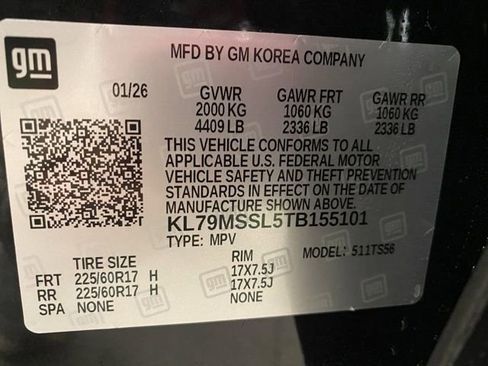 gm
MFD BY GM KOREA COMPANY
01/26 GVWR GAWR FRT GAWR RR
2000 KG 1060 KG 1060 KG
4409 LB 2336 LB 2336 LB
THIS VEHICLE CONFORMS TO ALL
APPLICABLE U.S. FEDERAL MOTOR
VEHICLE SAFETY AND THEFT PREVENTION
STANDARDS IN EFFECT ON THE DATE OF
MANUFACTURE SHOWN ABOVE.
KL79MSSL5TB155101
TYPE: MPV MODEL: 511TS56
TIRE SIZE RIM
FRT 225/60R17 H 17X7.5J
RR 225/60R17 H 17X7.5J
SPA NONE NONE